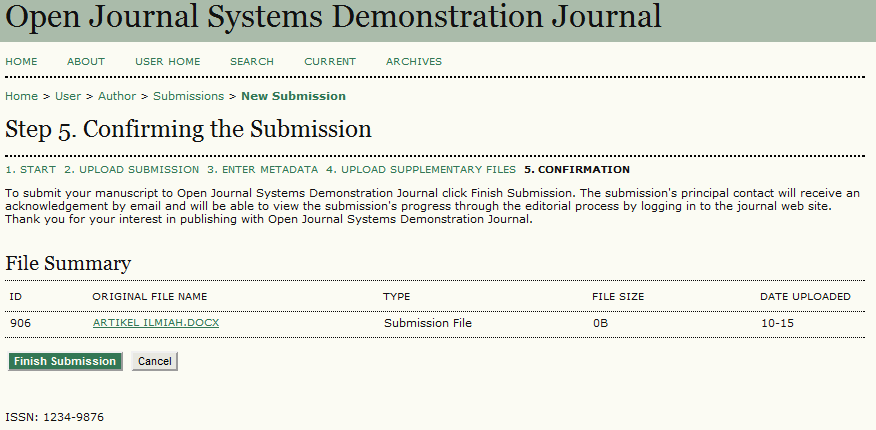 Open Journal Systems Demonstration Journal
HOME ABOUT USER HOME SEARCH CURRENT ARCHIVES
Home > User > Author > Submissions > New Submission
Step 5. Confirming the Submission
1. START 2. UPLOAD SUBMISSION 3. ENTER METADATA 4. UPLOAD SUPPLEMENTARY FILES 5. CONFIRMATION
To submit your manuscript to Open Journal Systems Demonstration Journal click Finish Submission. The submission's principal contact will receive an
acknowledgement by email and will be able to view the submission's progress through the editorial process by logging in to the journal web site.
Thank you for your interest in publishing with Open Journal Systems Demonstration Journal.
File Summary
ID ORIGINAL FILE NAME TYPE FILE SIZE DATE UPLOADED
906 ARTIKEL ILMIAH.DOCX Submission File 0B 10-15
Finish Submission Cancel
ISSN: 1234-9876